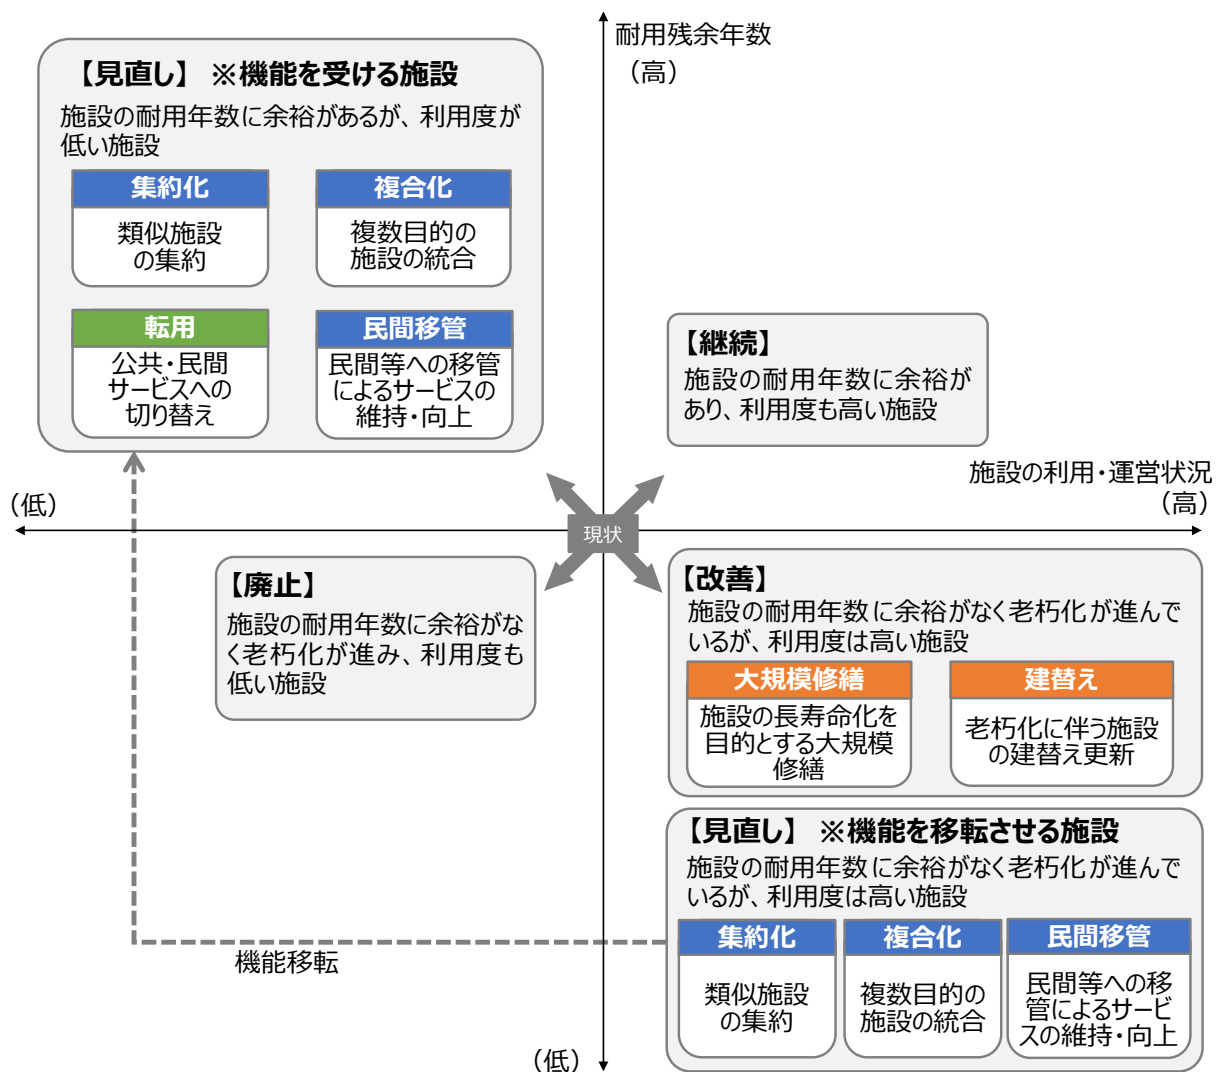 耐用残余年数
（高）
【見直し】 ※機能を受ける施設
施設の耐用年数に余裕があるが、利用度が
低い施設
集約化
類似施設
の集約
複合化
複数目的の
施設の統合
転用
公共・民間
サービスへの
切り替え
民間移管
民間等への移管
によるサービスの
維持・向上
【継続】
施設の耐用年数に余裕が
あり、利用度も高い施設
施設の利用・運営状況
（高）
（低）
現状
【廃止】
施設の耐用年数に余裕がな
く老朽化が進み、利用度も
低い施設
【改善】
施設の耐用年数に余裕がなく老朽化が進んで
いるが、利用度は高い施設
大規模修繕
施設の長寿命化を
目的とする大規模
修繕
建替え
老朽化に伴う施設
の建替え更新
【見直し】 ※機能を移転させる施設
施設の耐用年数に余裕がなく老朽化が進んで
いるが、利用度は高い施設
集約化
類似施設
の集約
複合化
複数目的の
施設の統合
民間移管
民間等への移
管によるサービ
スの維持・向上
機能移転
（低）